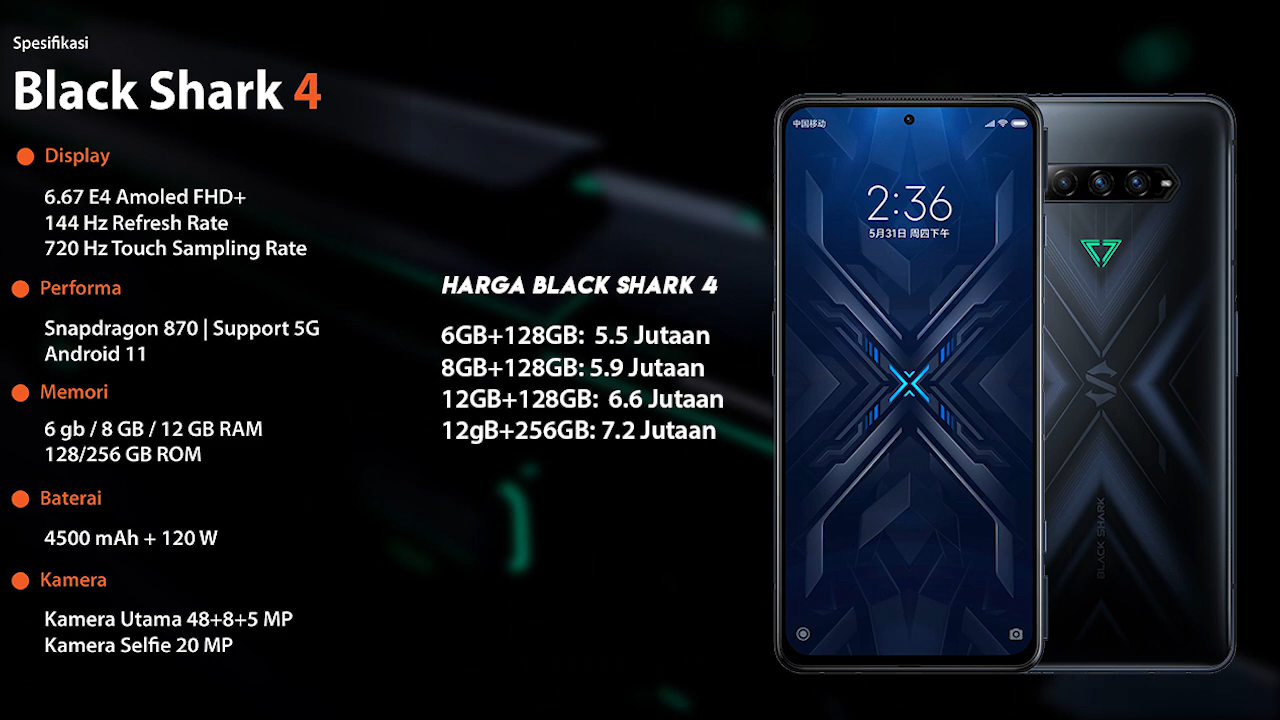 Spesifikasi
Black Shark 4
Display
6.67 E4 Amoled FHD+
144 Hz Refresh Rate
720 Hz Touch Sampling Rate
Performa
Snapdragon 870 | Support 5G
Android 11
Memori
6 gb / 8 GB / 12 GB RAM
128/256 GB ROM
Baterai
4500 mAh + 120 W
Kamera
Kamera Utama 48+8+5 MP
Kamera Selfie 20 MP
HARGA BLACK SHARK 4
6GB+128GB: 5.5 Jutaan
8GB+128GB: 5.9 Jutaan
12GB+128GB: 6.6 Jutaan
12gB+256GB: 7.2 Jutaan
中国移动
2:36
5月31日 周四下午
BLACK SHARK